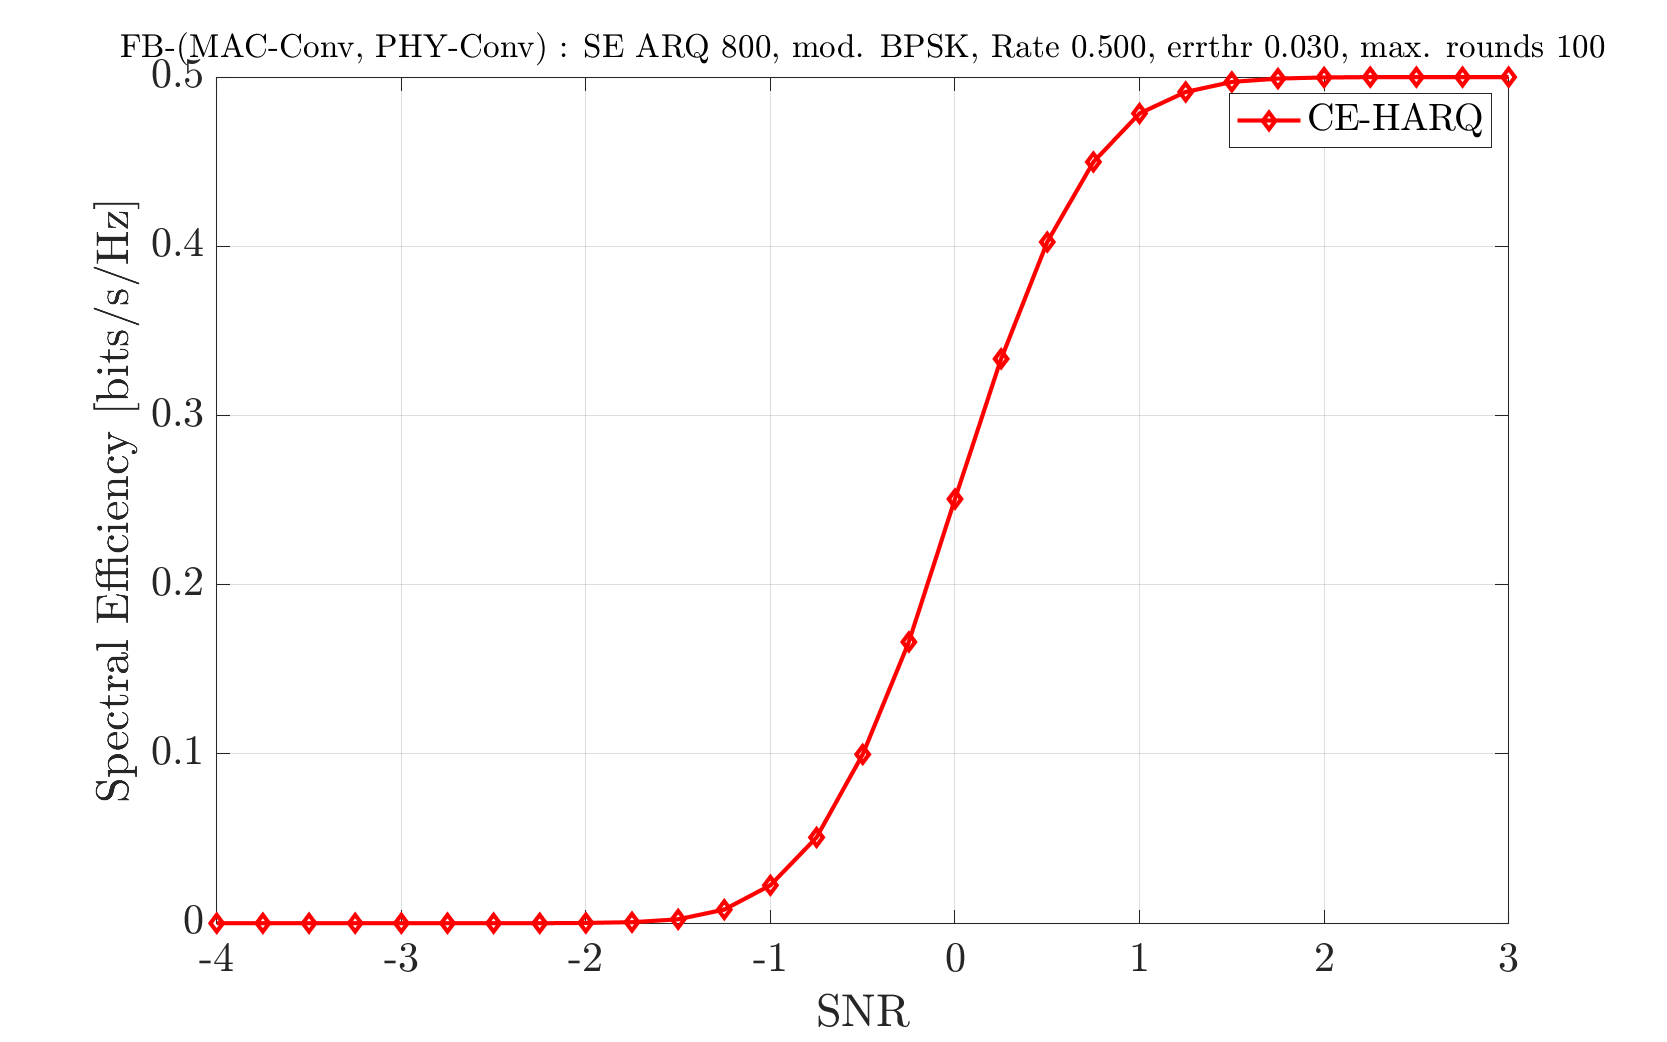 FB-(MAC-Conv, PHY-Conv) : SE ARQ 800, mod. BPSK, Rate 0.500, errthr 0.030, max. rounds 100
CE-HARQ
Spectral Efficiency [bits/s/Hz]
0.5
0.4
0.3
0.2
0.1
0
-4 -3 -2 -1 0 1 2 3
SNR